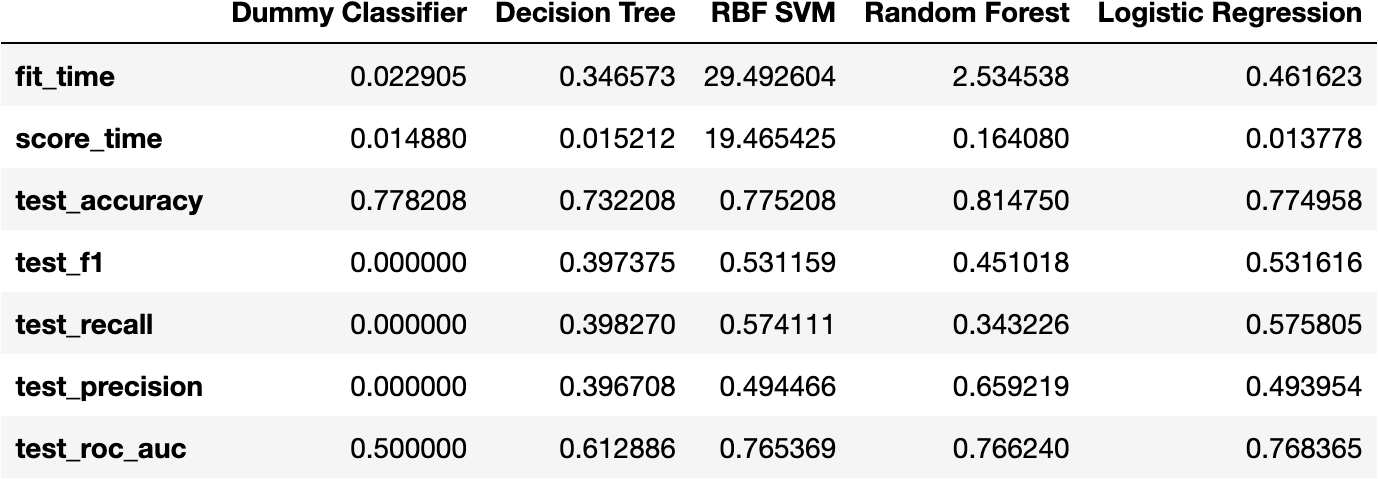 Dummy Classifier Decision Tree RBF SVM Random Forest Logistic Regression
fit_time 0.022905 0.346573 29.492604 2.534538 0.461623
score_time 0.014880 0.015212 19.465425 0.164080 0.013778
test_accuracy 0.778208 0.732208 0.775208 0.814750 0.774958
test_f1 0.000000 0.397375 0.531159 0.451018 0.531616
test_recall 0.000000 0.398270 0.574111 0.343226 0.575805
test_precision 0.000000 0.396708 0.494466 0.659219 0.493954
test_roc_auc 0.500000 0.612886 0.765369 0.766240 0.768365